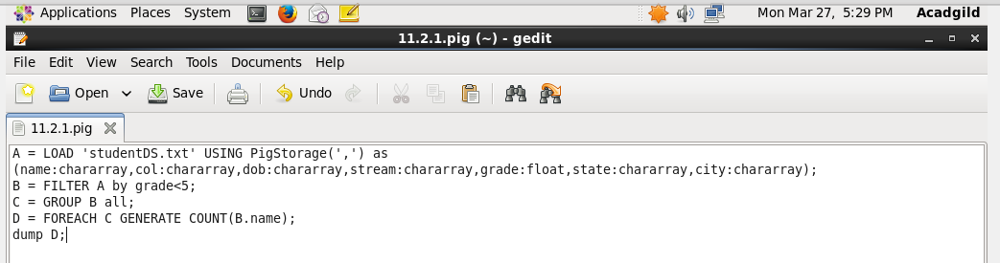 Applications Places System Mon Mar 27, 5:29 PM Acadgild
11.2.1.pig (~) - gedit
File Edit View Search Tools Documents Help
Open Save Undo
11.2.1.pig
A = LOAD 'studentDS.txt' USING PigStorage(',') as
(name:chararray,col:chararray,dob:chararray,stream:chararray,grade:float,state:chararray,city:chararray);
B = FILTER A by grade<5;
C = GROUP B all;
D = FOREACH C GENERATE COUNT(B.name);
dump D;